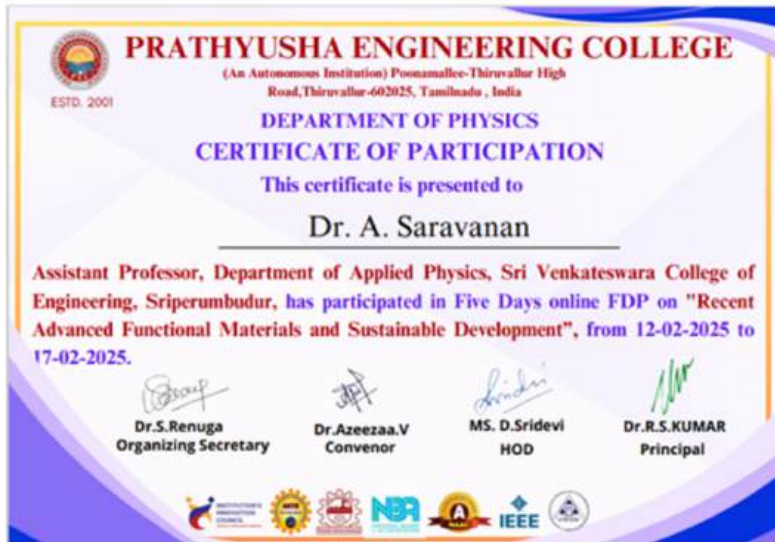 PRATHYUSHA ENGINEERING COLLEGE
(An Autonomous Institution) Poonamallee-Thiruvallur High
Road,Thiruvallur-602025, Tamilnadu , India
ESTD. 2001
DEPARTMENT OF PHYSICS
CERTIFICATE OF PARTICIPATION
This certificate is presented to
Dr. A. Saravanan
Assistant Professor, Department of Applied Physics, Sri Venkateswara College of
Engineering, Sriperumbudur, has participated in Five Days online FDP on "Recent
Advanced Functional Materials and Sustainable Development”, from 12-02-2025 to
17-02-2025.
Dr.S.Renuga
Organizing Secretary
Dr.Azeezaa.V
Convenor
MS. D.Sridevi
HOD
Dr.R.S.KUMAR
Principal
INSTITUTION'S
INNOVATION
COUNCIL
NBA
A
NAAC
IEEE